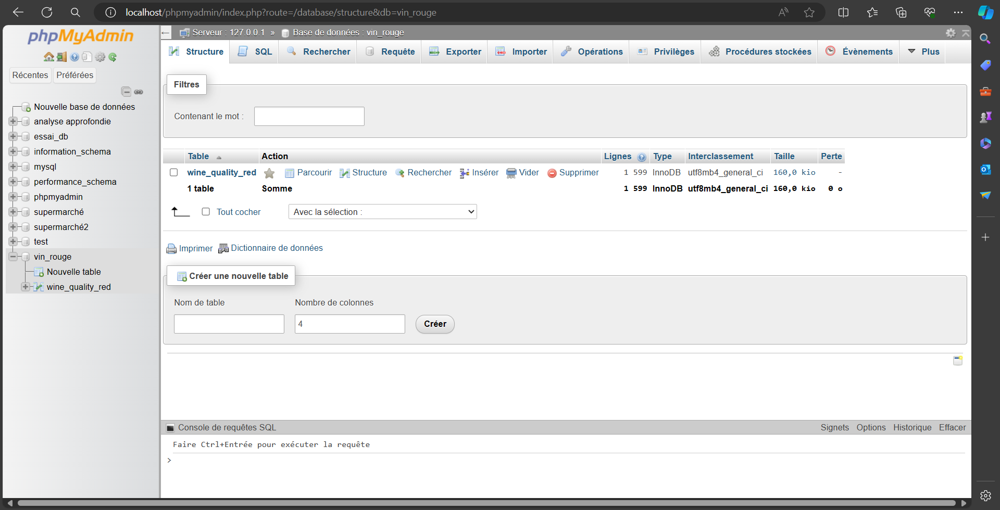 localhost/phpmyadmin/index.php?route=/database/structure&db=vin_rouge
phpMyAdmin
Récentes Préférées
Nouvelle base de données
analyse approfondie
essai_db
information_schema
mysql
performance_schema
phpmyadmin
supermarché
supermarché2
test
vin_rouge
Nouvelle table
wine_quality_red
Serveur : 127.0.0.1 » Base de données : vin_rouge
Structure SQL Rechercher Requête Exporter Importer Opérations Privilèges Procédures stockées Évènements Plus
Filtres
Contenant le mot :
Table Action Lignes Type Interclassement Taille Perte
wine_quality_red Parcourir Structure Rechercher Insérer Vider Supprimer 1 599 InnoDB utf8mb4_general_ci 160,0 kio -
1 table Somme 1 599 InnoDB utf8mb4_general_ci 160,0 kio 0 o
Tout cocher Avec la sélection :
Imprimer Dictionnaire de données
Créer une nouvelle table
Nom de table Nombre de colonnes
4 Créer
Console de requêtes SQL Signets Options Historique Effacer
Faire Ctrl+Entrée pour exécuter la requête
>